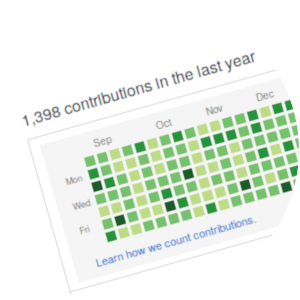 1,398 contributions in the last year
Sep Oct Nov Dec
Mon
Wed
Fri
Learn how we count contributions.